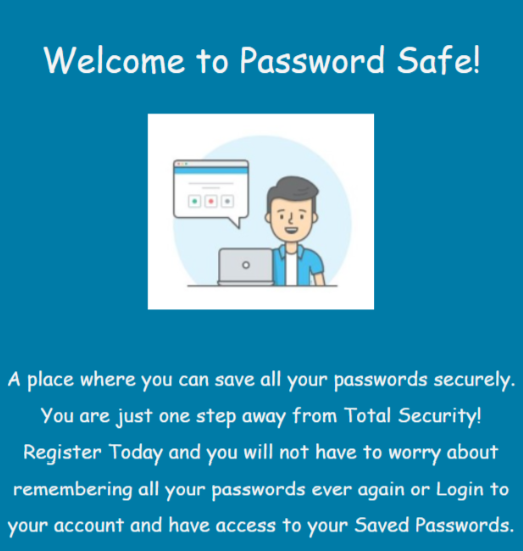 Welcome to Password Safe!
A place where you can save all your passwords securely.
You are just one step away from Total Security!
Register Today and you will not have to worry about
remembering all your passwords ever again or Login to
your account and have access to your Saved Passwords.